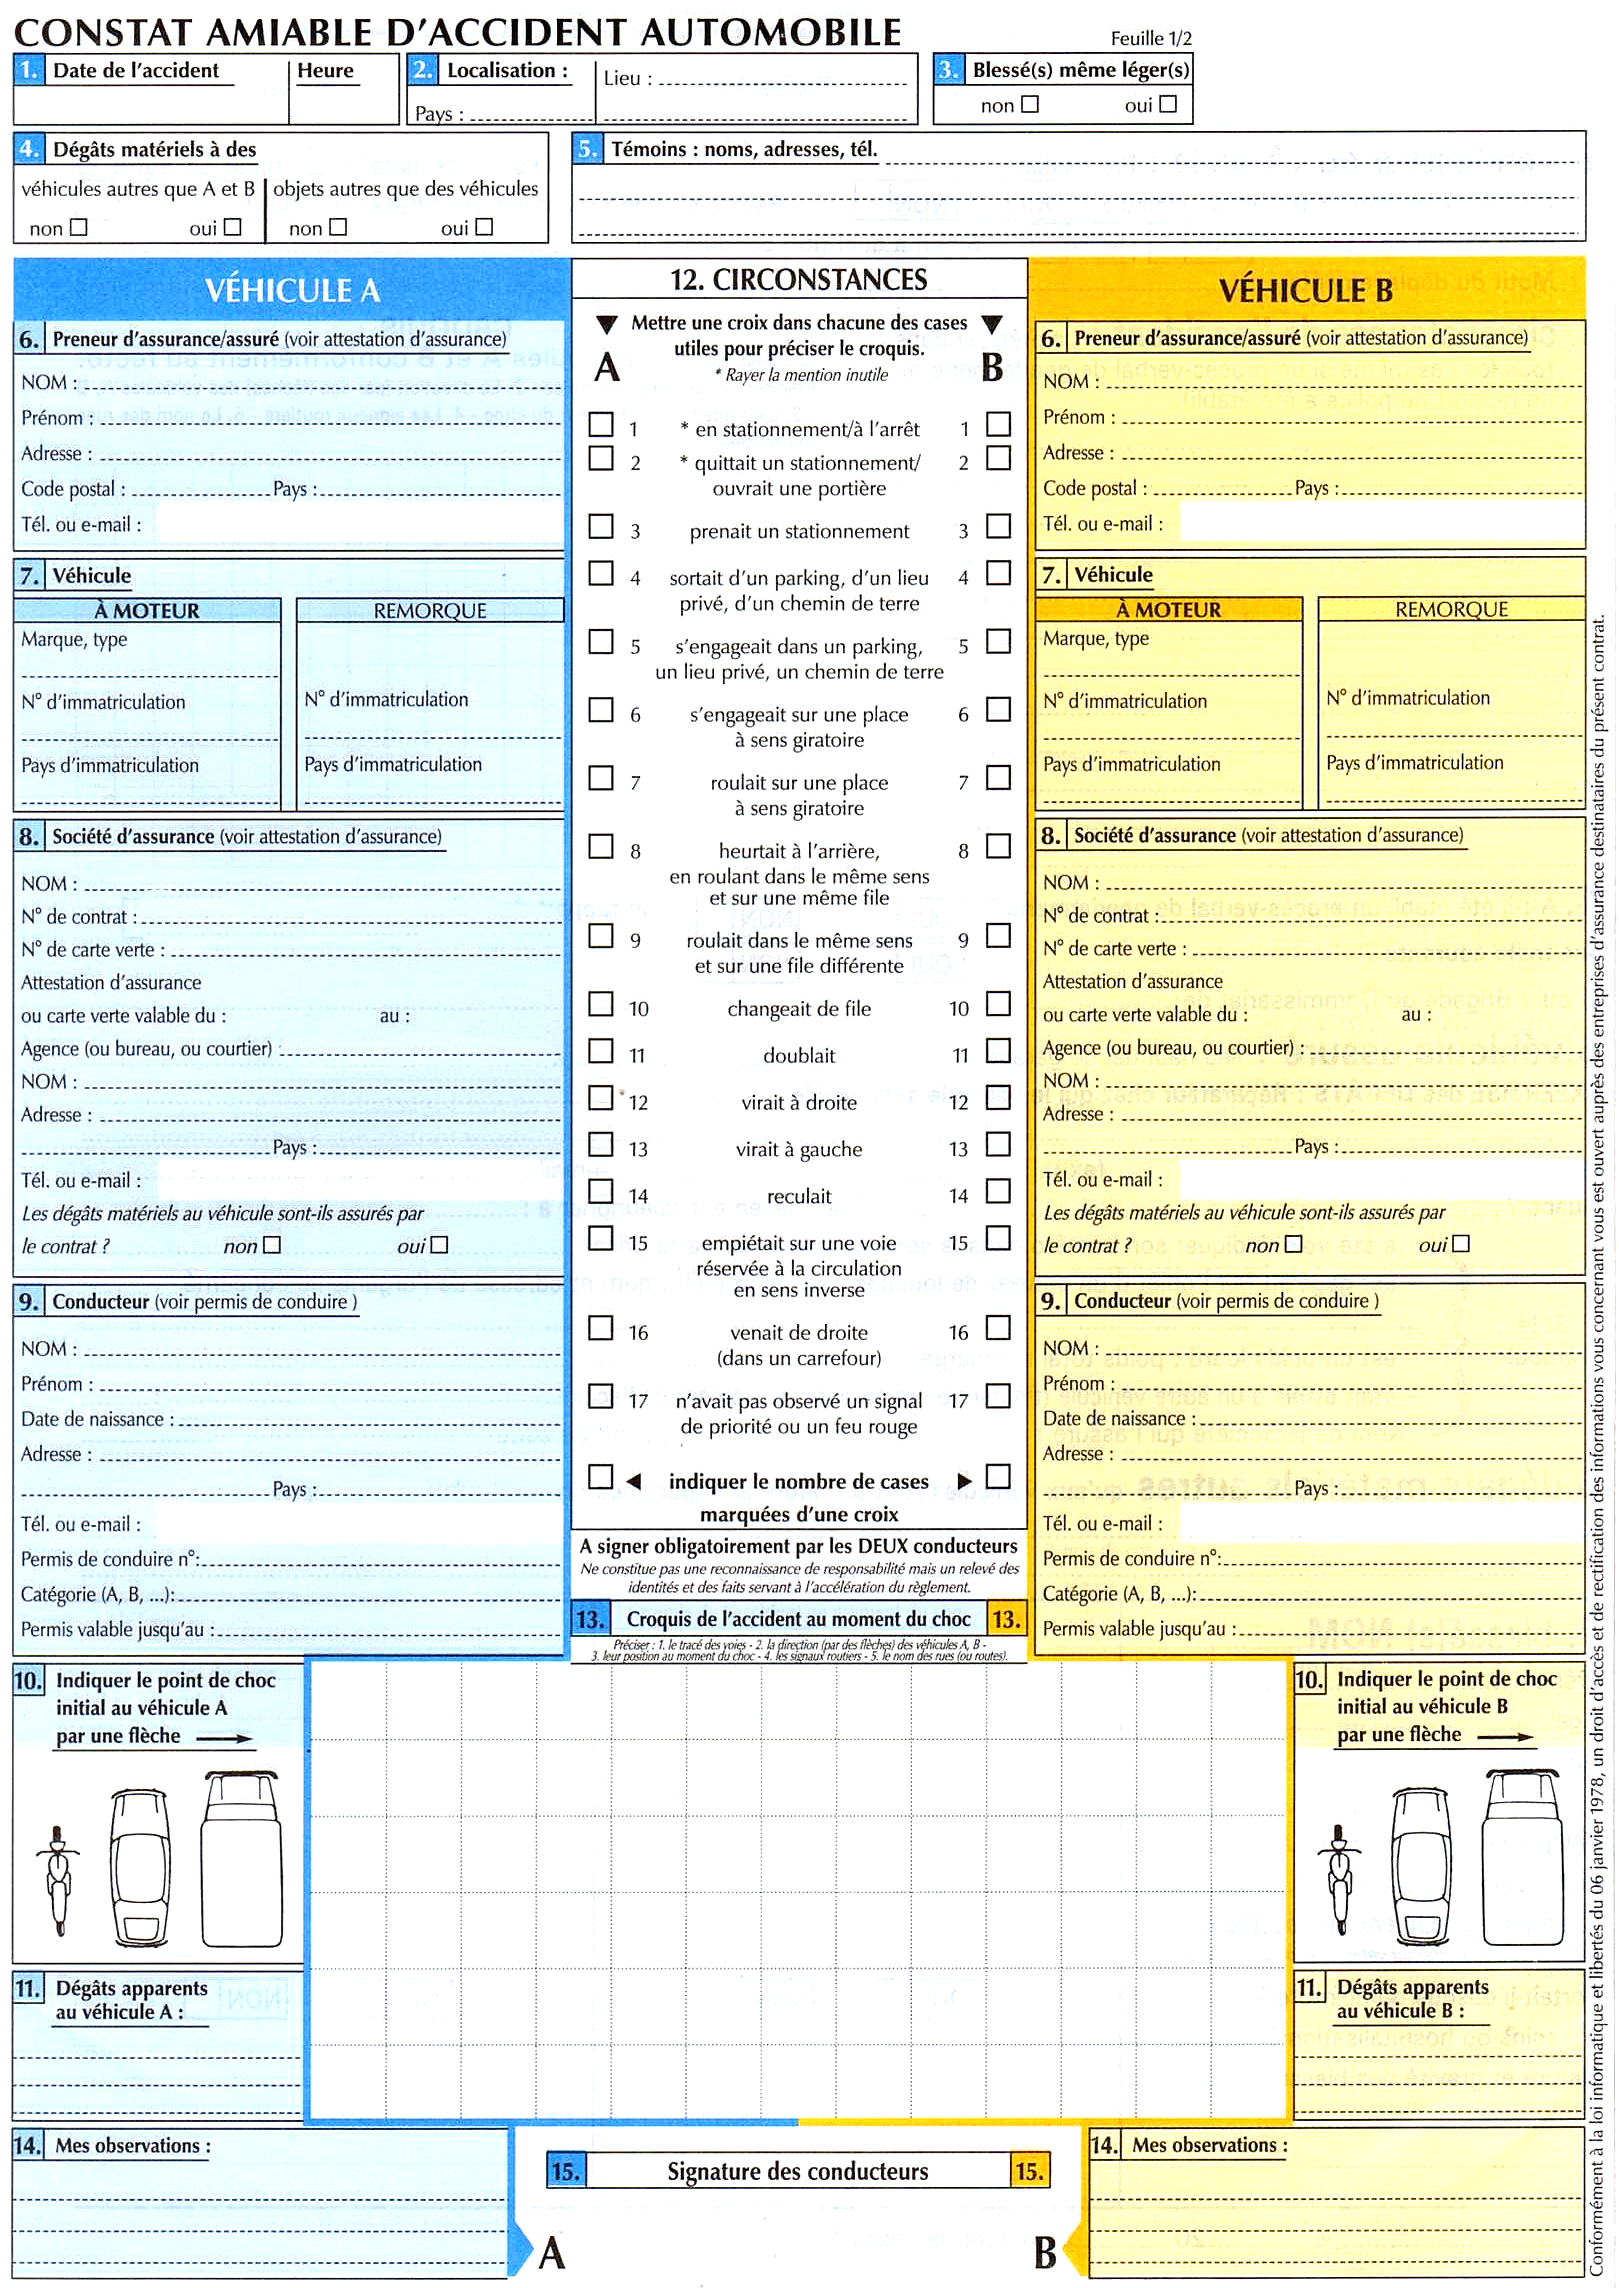 CONSTAT AMIABLE D'ACCIDENT AUTOMOBILE
Feuille 1/2
1. Date de l'accident
Heure
2. Localisation :
Lieu :
Pays :
3. Blessé(s) même léger(s)
non
oui
4. Dégâts matériels à des
véhicules autres que A et B
objets autres que des véhicules
non
oui
non
oui
5. Témoins : noms, adresses, tél.
VÉHICULE A
6. Preneur d'assurance/assuré (voir attestation d'assurance)
NOM :
Prénom :
Adresse :
Code postal : Pays :
Tél. ou e-mail :
7. Véhicule
À MOTEUR
Marque, type
N° d'immatriculation
Pays d'immatriculation
REMORQUE
N° d'immatriculation
Pays d'immatriculation
8. Société d'assurance (voir attestation d'assurance)
NOM :
N° de contrat :
N° de carte verte :
Attestation d'assurance
ou carte verte valable du : au :
Agence (ou bureau, ou courtier) :
NOM :
Adresse :
Pays :
Tél. ou e-mail :
Les dégâts matériels au véhicule sont-ils assurés par
le contrat ? non oui
9. Conducteur (voir permis de conduire )
NOM :
Prénom :
Date de naissance :
Adresse :
Pays :
Tél. ou e-mail :
Permis de conduire n°:
Catégorie (A, B, ...):
Permis valable jusqu'au :
10. Indiquer le point de choc
initial au véhicule A
par une flèche
11. Dégâts apparents
au véhicule A :
14. Mes observations :
12. CIRCONSTANCES
Mettre une croix dans chacune des cases
utiles pour préciser le croquis.
A B
* Rayer la mention inutile
1 * en stationnement/à l'arrêt 1
2 * quittait un stationnement/ 2
ouvrait une portière
3 prenait un stationnement 3
4 sortait d'un parking, d'un lieu 4
privé, d'un chemin de terre
5 s'engageait dans un parking, 5
un lieu privé, un chemin de terre
6 s'engageait sur une place 6
à sens giratoire
7 roulait sur une place 7
à sens giratoire
8 heurtait à l'arrière, 8
en roulant dans le même sens
et sur une même file
9 roulait dans le même sens 9
et sur une file différente
10 changeait de file 10
11 doublait 11
12 virait à droite 12
13 virait à gauche 13
14 reculait 14
15 empiétait sur une voie 15
réservée à la circulation
en sens inverse
16 venait de droite 16
(dans un carrefour)
17 n'avait pas observé un signal 17
de priorité ou un feu rouge
indiquer le nombre de cases
marquées d'une croix
A signer obligatoirement par les DEUX conducteurs
Ne constitue pas une reconnaissance de responsabilité mais un relevé des
identités et des faits servant à l'accélération du règlement.
13. Croquis de l'accident au moment du choc 13.
Préciser : 1. le tracé des voies - 2. la direction (par des flèches) des véhicules A, B -
3. leur position au moment du choc - 4. les signaux routiers - 5. le nom des rues (ou routes).
15. Signature des conducteurs 15.
A
B
VÉHICULE B
6. Preneur d'assurance/assuré (voir attestation d'assurance)
NOM :
Prénom :
Adresse :
Code postal : Pays :
Tél. ou e-mail :
7. Véhicule
À MOTEUR
Marque, type
N° d'immatriculation
Pays d'immatriculation
REMORQUE
N° d'immatriculation
Pays d'immatriculation
8. Société d'assurance (voir attestation d'assurance)
NOM :
N° de contrat :
N° de carte verte :
Attestation d'assurance
ou carte verte valable du : au :
Agence (ou bureau, ou courtier) :
NOM :
Adresse :
Pays :
Tél. ou e-mail :
Les dégâts matériels au véhicule sont-ils assurés par
le contrat ? non oui
9. Conducteur (voir permis de conduire )
NOM :
Prénom :
Date de naissance :
Adresse :
Pays :
Tél. ou e-mail :
Permis de conduire n°:
Catégorie (A, B, ...):
Permis valable jusqu'au :
10. Indiquer le point de choc
initial au véhicule B
par une flèche
11. Dégâts apparents
au véhicule B :
14. Mes observations :
Conformément à la loi informatique et libertés du 06 janvier 1978, un droit d'accès et de rectification des informations vous concernant vous est ouvert auprès des entreprises d'assurance destinataires du présent contrat.